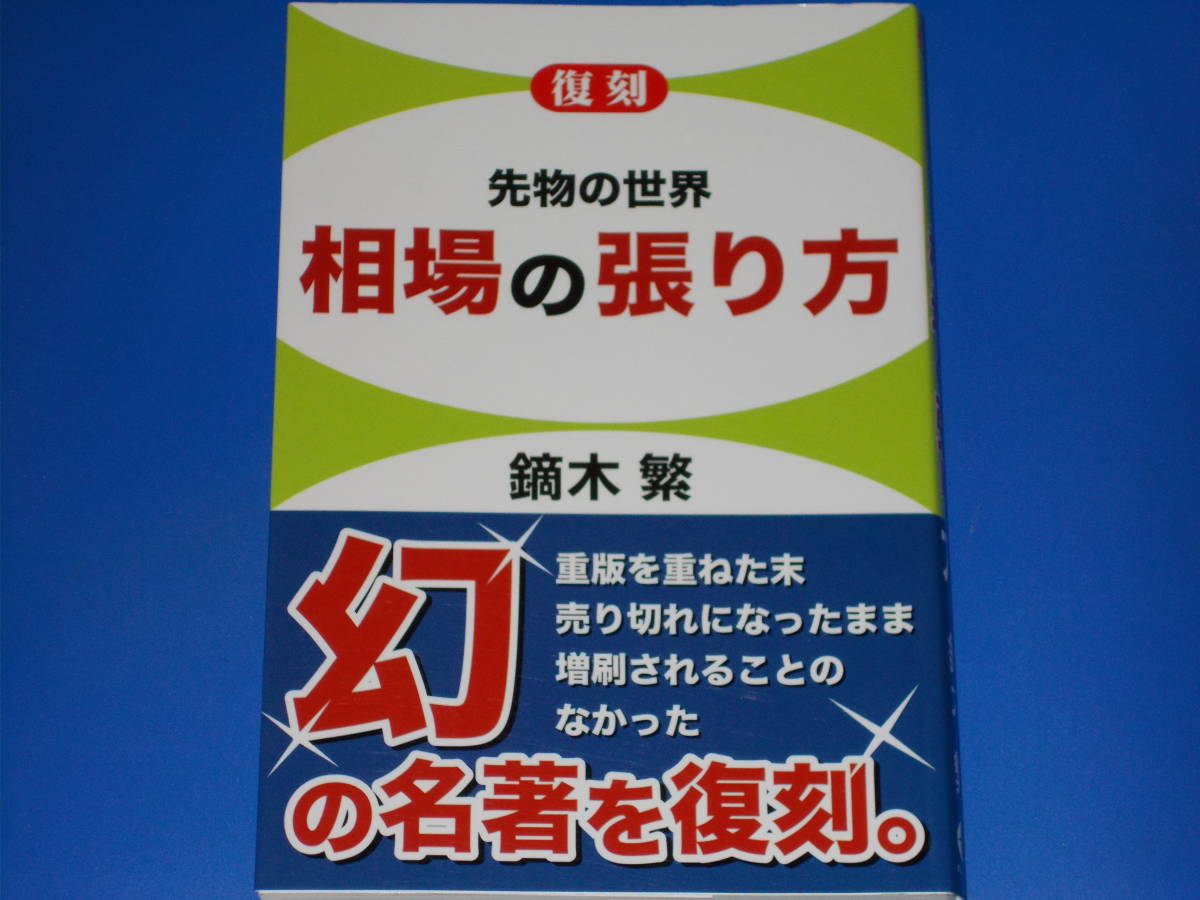 復刻
先物の世界
相場の張り方
鏑木 繁
幻
重版を重ねた末
売り切れになったまま
増刷されることの
なかった
の名著を復刻。